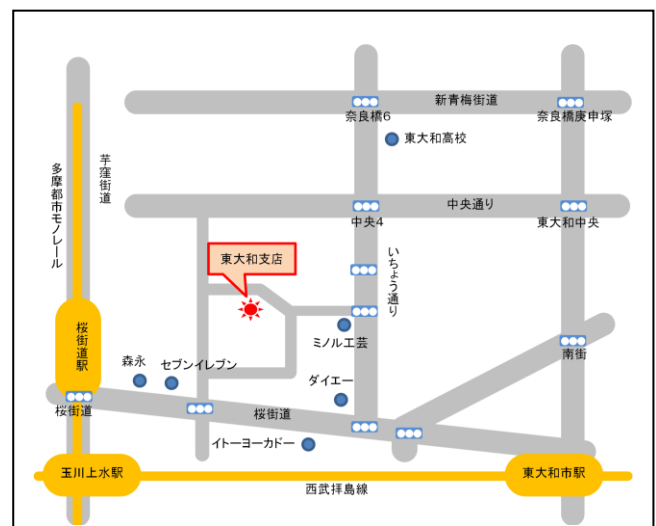 新青梅街道
奈良橋6
奈良橋庚申塚
東大和高校
芋窪街道
多摩都市モノレール
中央通り
中央4
東大和中央
いちょう通り
東大和支店
桜街道駅
ミノル工芸
南街
森永
セブンイレブン
ダイエー
桜街道
桜街道
イトーヨーカドー
玉川上水駅
東大和市駅
西武拝島線